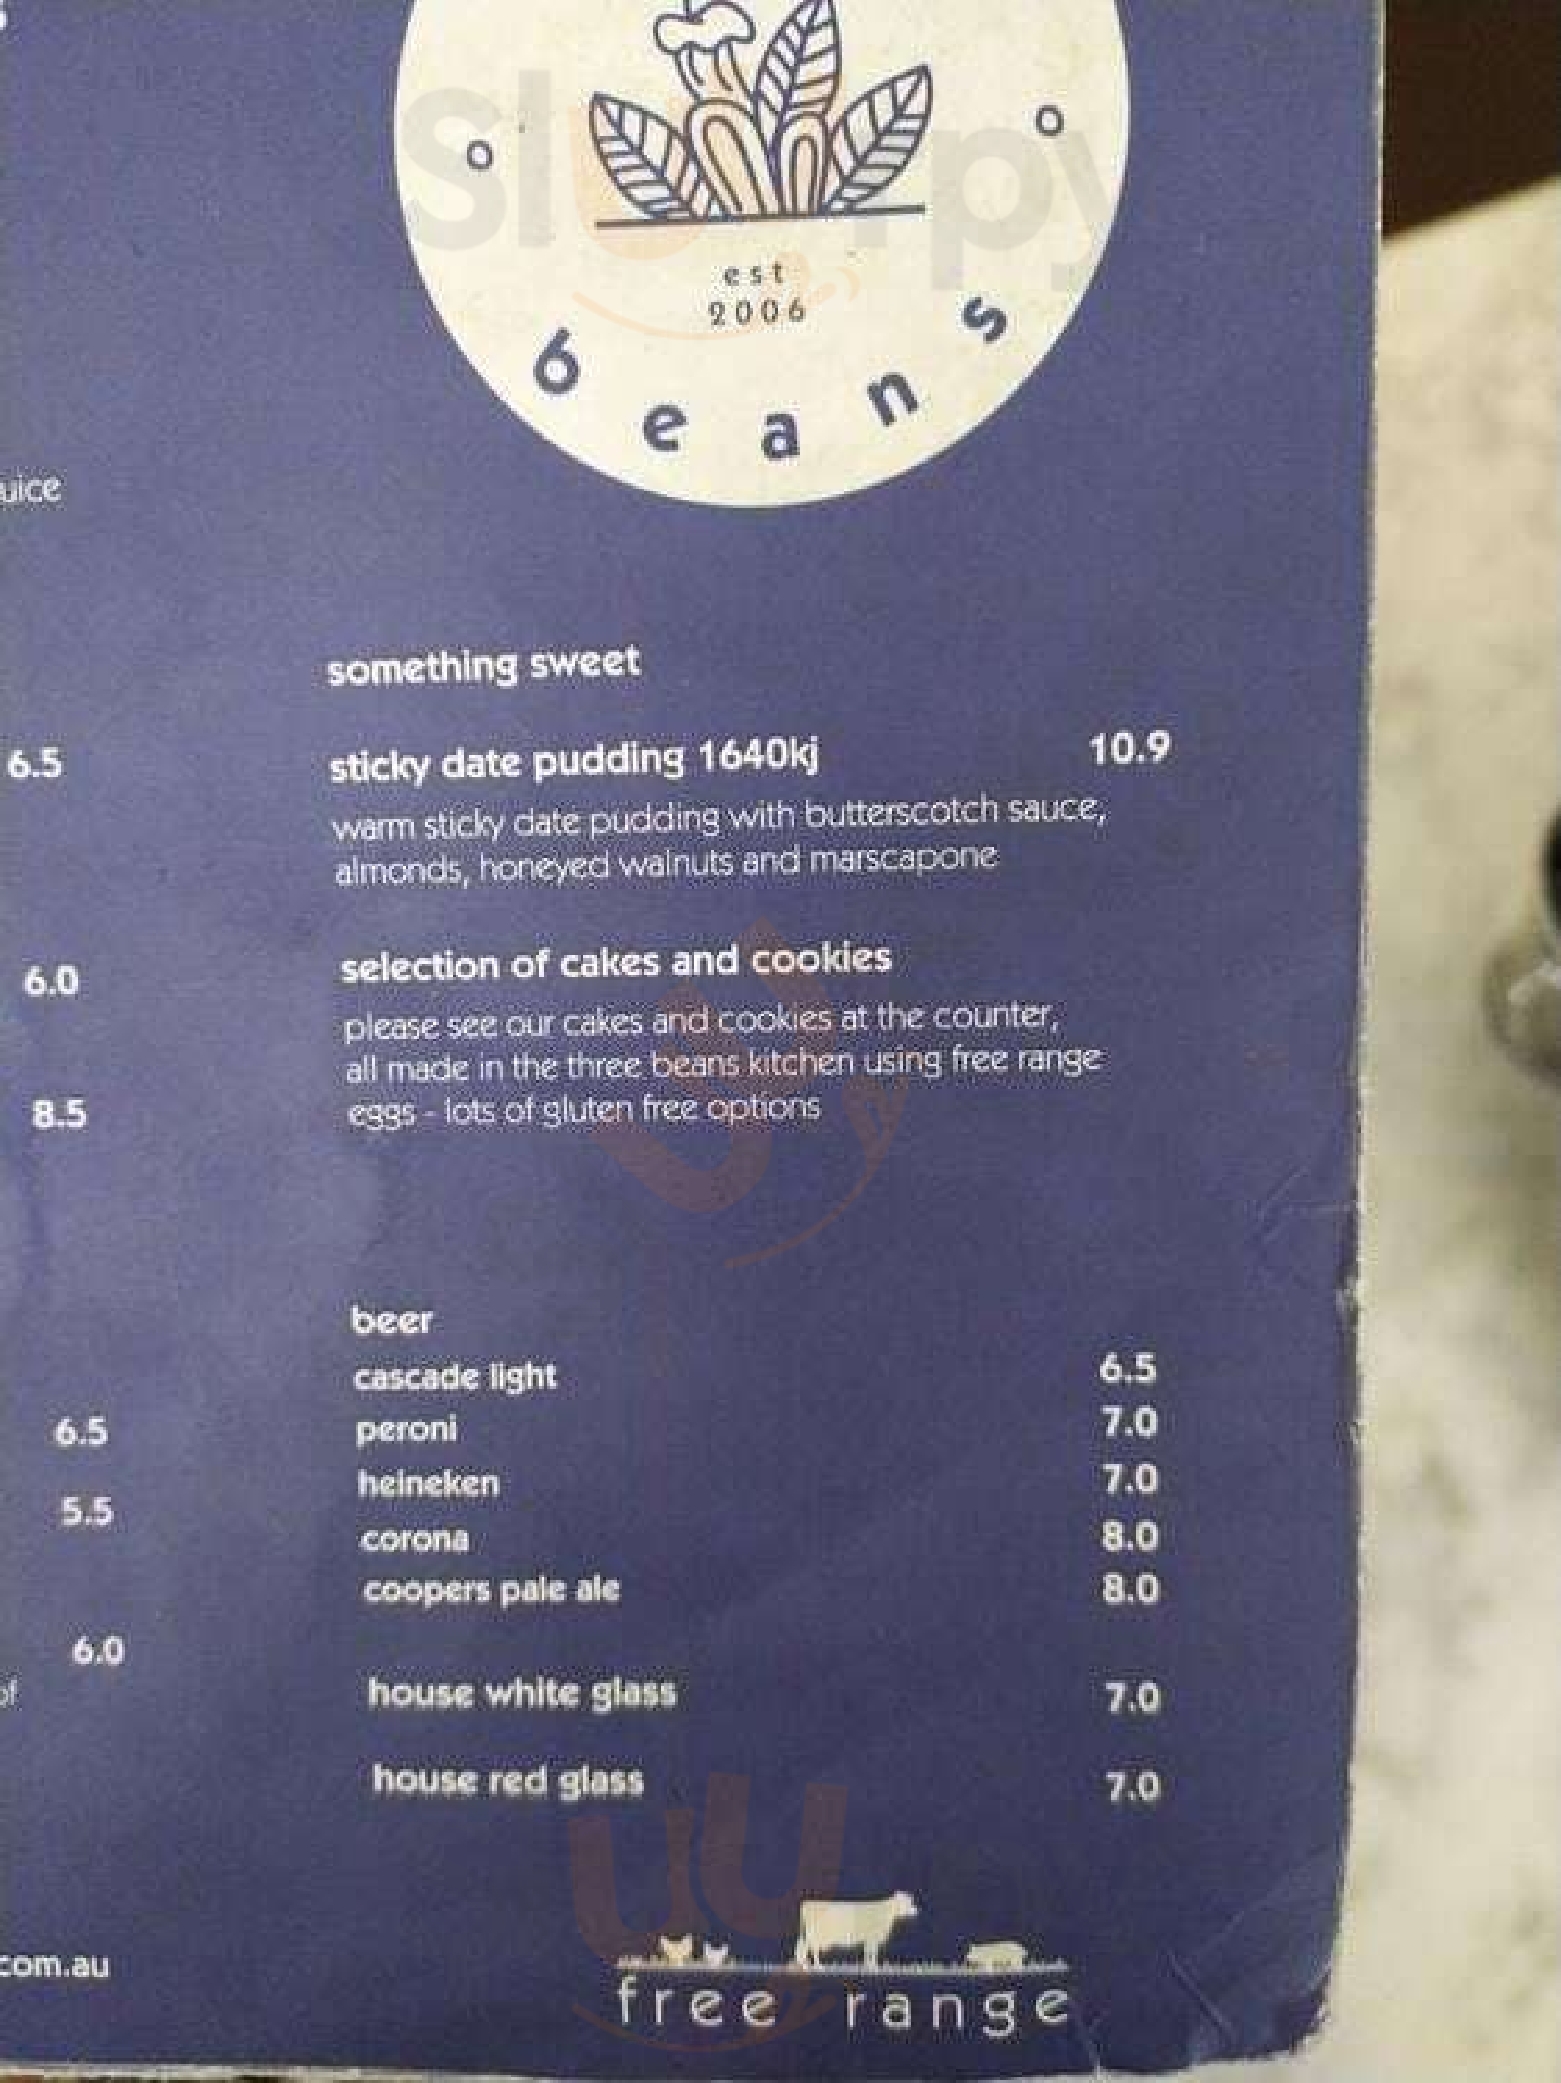 est
2006
beans
uice
6.5
6.0
8.5
6.5
5.5
6.0
of
com.au
something sweet
sticky date pudding 1640kj 10.9
warm sticky date pudding with butterscotch sauce,
almonds, honeyed walnuts and marscapone
selection of cakes and cookies
please see our cakes and cookies at the counter,
all made in the three beans kitchen using free range
eggs - lots of gluten free options
beer
cascade light 6.5
peroni 7.0
heineken 7.0
corona 8.0
coopers pale ale 8.0
house white glass 7.0
house red glass 7.0
free range